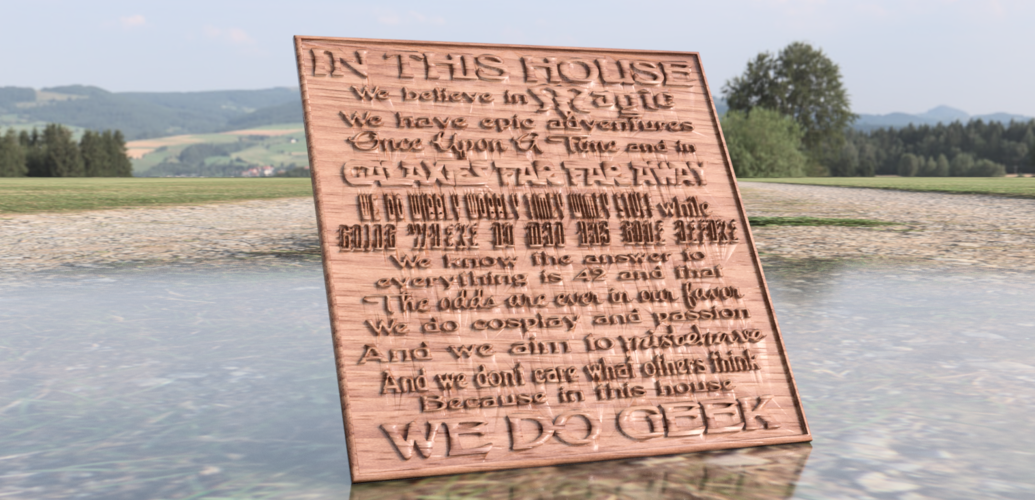 IN THIS HOUSE
We believe in Magic
We have epic adventures
Once Upon A Time and in
GALAXES FAR FAR AWAY
WE DO WIBBLY WOBBLY TIMEY WIMEY STUFF while
GOING WHERE NO MAN HAS GONE BEFORE
We know the answer to
everything is 42 and that
The odds are ever in our favor
We do cosplay and passion
And we aim to
And we don't care what others think
Because in this house
WE DO GEEK